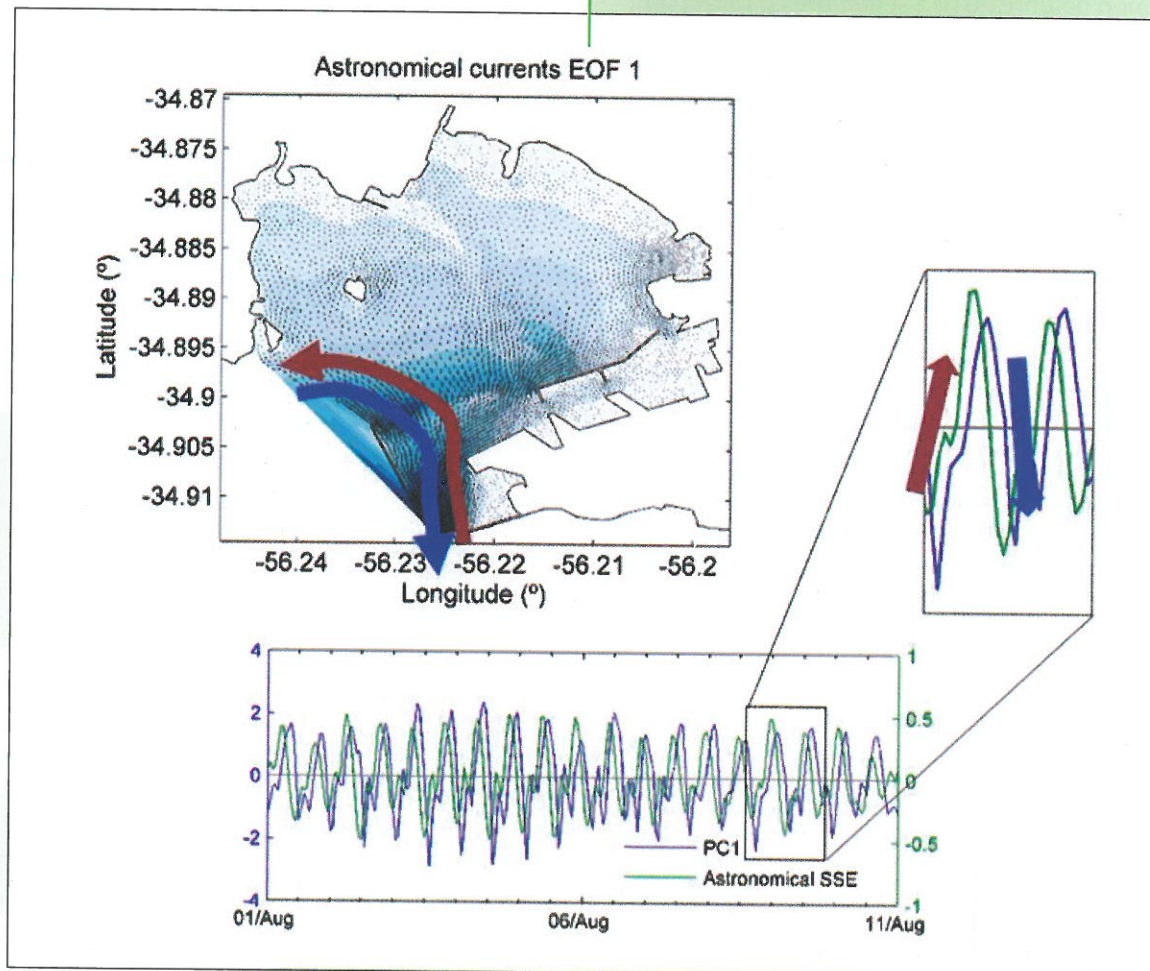 Astronomical currents EOF 1
-34.87
-34.875
-34.88
-34.885
-34.89
-34.895
-34.9
-34.905
-34.91
Latitude (º)
-56.24 -56.23 -56.22 -56.21 -56.2
Longitude (º)
4
2
0
-2
-4
1
0.5
0
-0.5
-1
PC1
Astronomical SSE
01/Aug 06/Aug 11/Aug